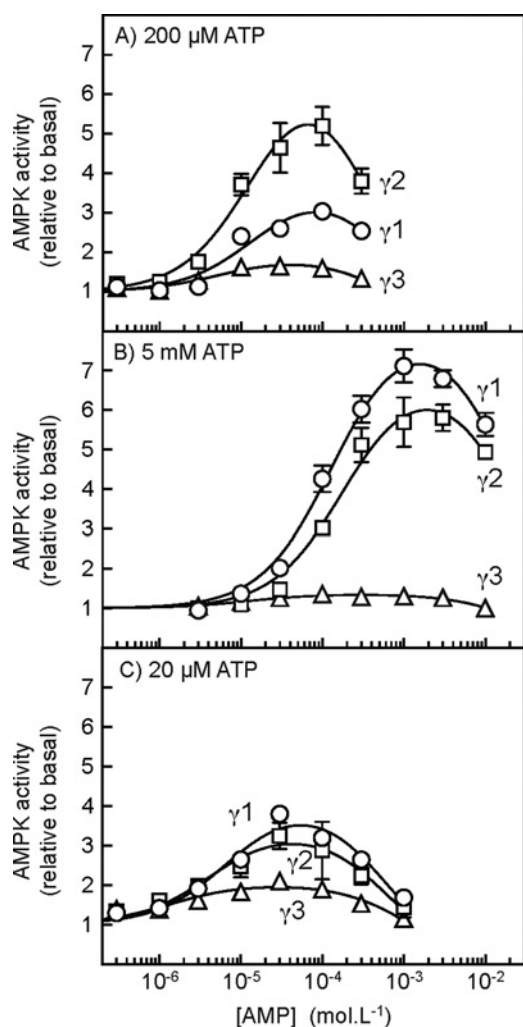 A) 200 µM ATP
AMPK activity
(relative to basal)
7
6
5
4
3
2
1
γ2
γ1
γ3
B) 5 mM ATP
AMPK activity
(relative to basal)
7
6
5
4
3
2
1
γ1
γ2
γ3
C) 20 µM ATP
AMPK activity
(relative to basal)
7
6
5
4
3
2
1
γ1
γ2
γ3
10⁻⁶ 10⁻⁵ 10⁻⁴ 10⁻³ 10⁻²
[AMP] (mol.L⁻¹)